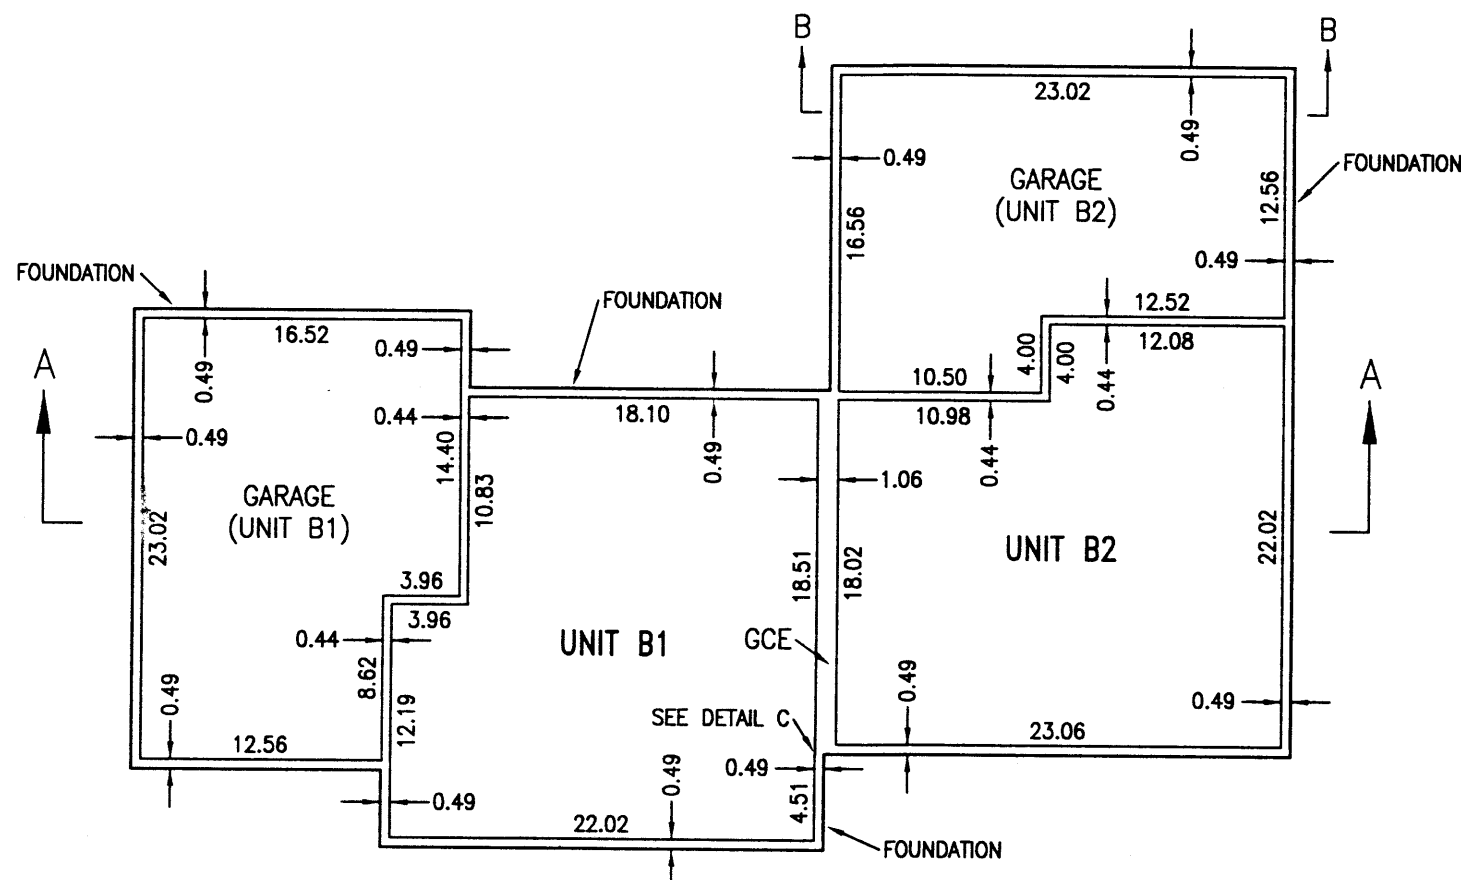 B
B
23.02
0.49
0.49
FOUNDATION
GARAGE
(UNIT B2)
12.56
16.56
0.49
FOUNDATION
FOUNDATION
12.52
16.52
0.49
12.08
4.00
4.00
0.49
0.44
A
A
10.50
18.10
10.98
0.44
0.49
0.49
14.40
0.44
1.06
10.83
GARAGE
(UNIT B1)
23.02
UNIT B2
22.02
18.51
18.02
3.96
3.96
0.44
UNIT B1
GCE
8.62
0.49
12.19
0.49
0.49
SEE DETAIL C
23.06
12.56
0.49
0.49
0.49
4.51
22.02
FOUNDATION